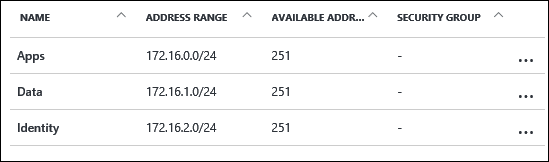 NAME ADDRESS RANGE AVAILABLE ADDR... SECURITY GROUP
Apps 172.16.0.0/24 251 - ...
Data 172.16.1.0/24 251 - ...
Identity 172.16.2.0/24 251 - ...